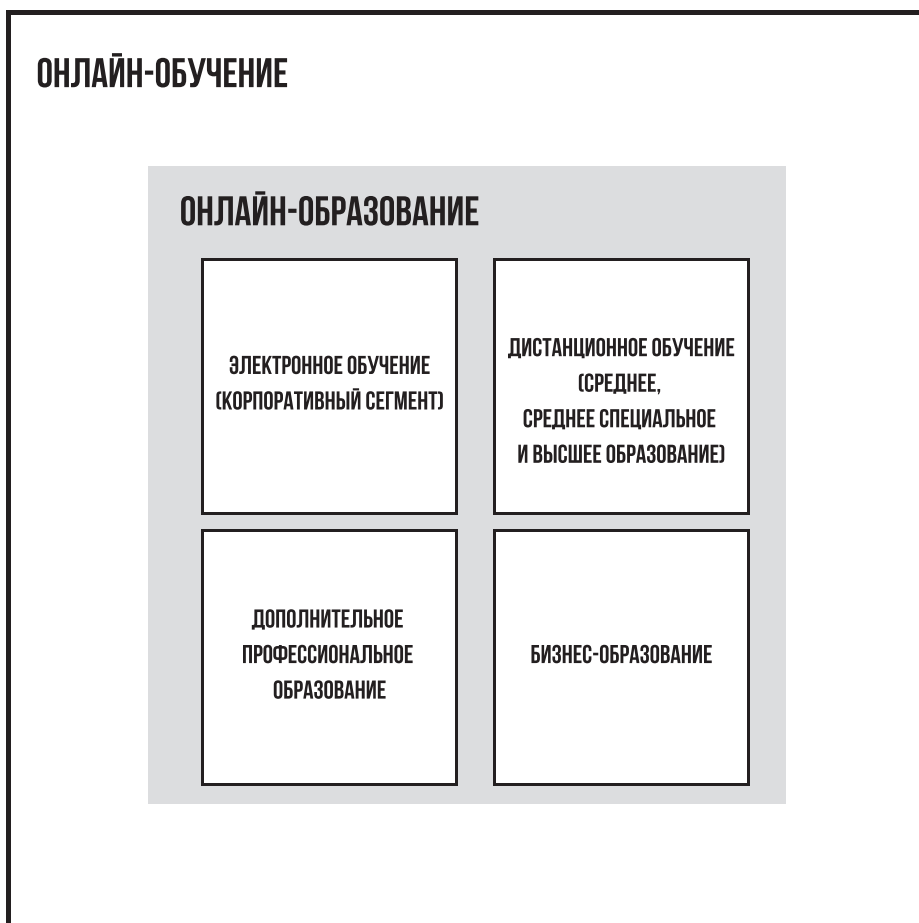 ОНЛАЙН-ОБУЧЕНИЕ
ОНЛАЙН-ОБРАЗОВАНИЕ
ЭЛЕКТРОННОЕ ОБУЧЕНИЕ
(КОРПОРАТИВНЫЙ СЕГМЕНТ)
ДИСТАНЦИОННОЕ ОБУЧЕНИЕ
(СРЕДНЕЕ,
СРЕДНЕЕ СПЕЦИАЛЬНОЕ
И ВЫСШЕЕ ОБРАЗОВАНИЕ)
ДОПОЛНИТЕЛЬНОЕ
ПРОФЕССИОНАЛЬНОЕ
ОБРАЗОВАНИЕ
БИЗНЕС-ОБРАЗОВАНИЕ